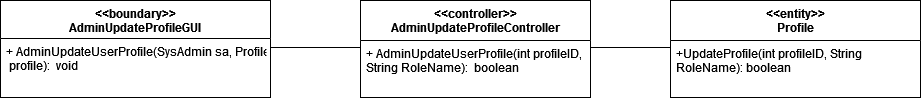 <<boundary>>
AdminUpdateProfileGUI
+ AdminUpdateUserProfile(SysAdmin sa, Profile
profile): void
<<controller>>
AdminUpdateProfileController
+ AdminUpdateUserProfile(int profileID,
String RoleName): boolean
<<entity>>
Profile
+UpdateProfile(int profileID, String
RoleName): boolean